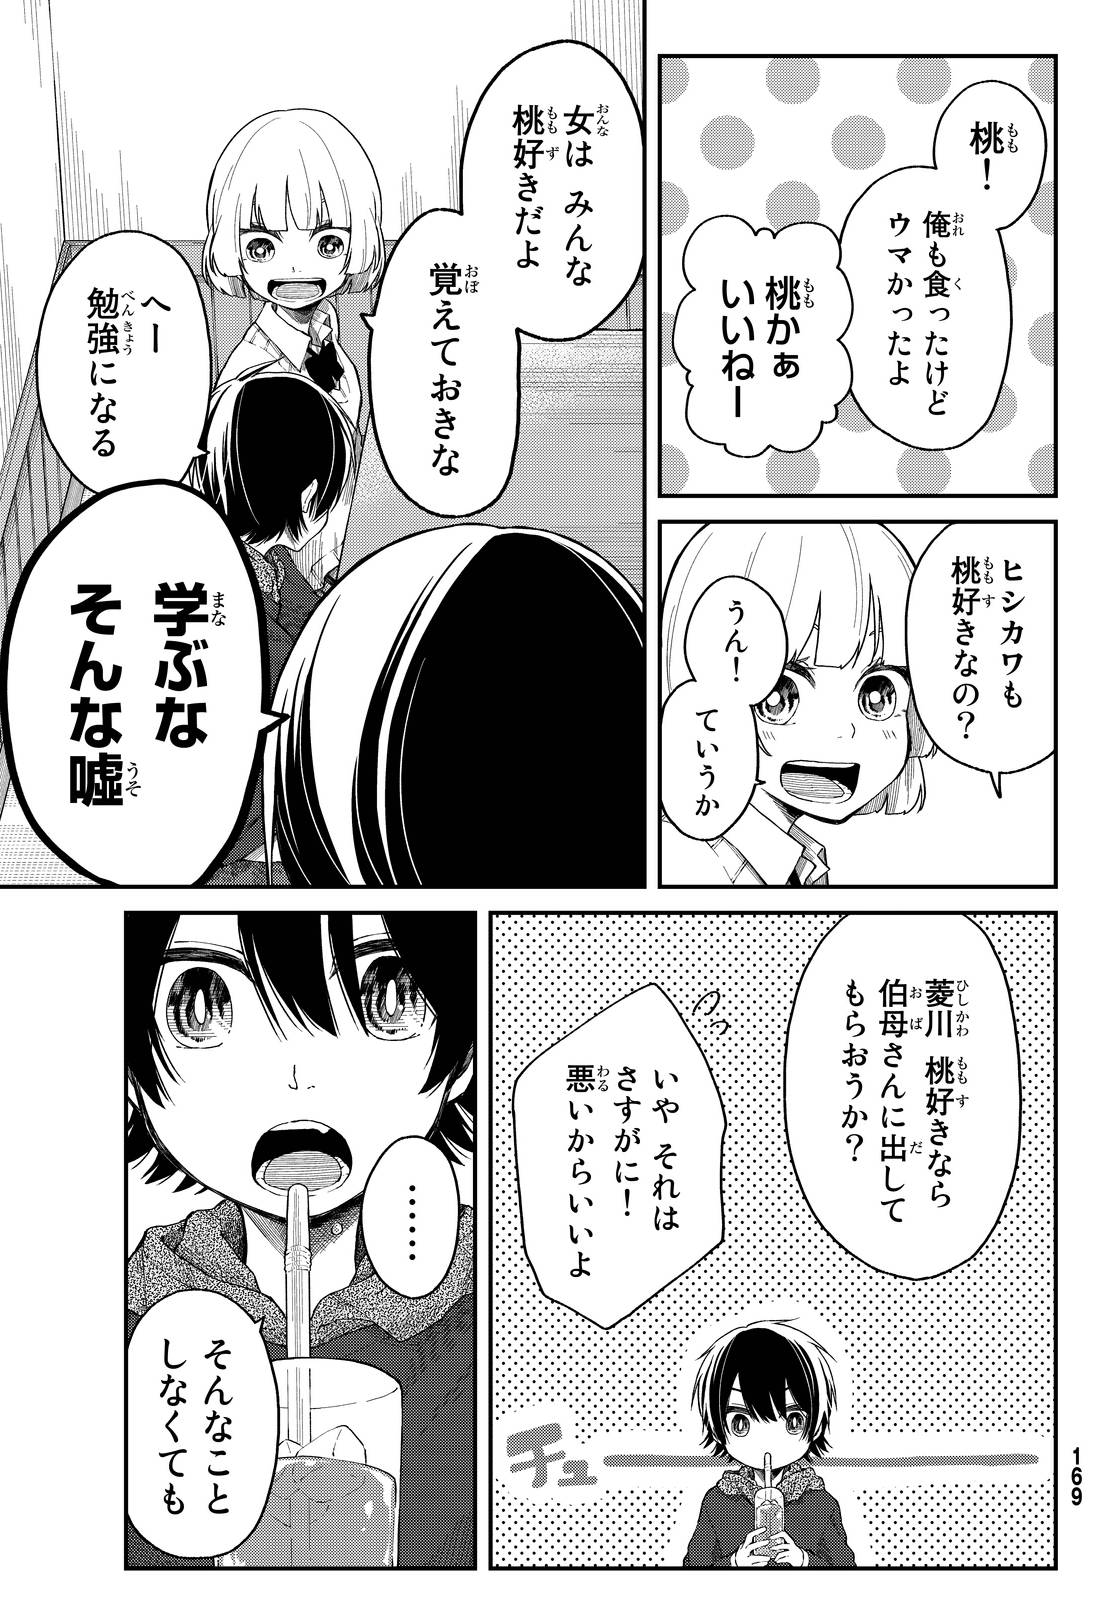 桃！
俺も食ったけど
ウマかったよ
桃かぁ
いいねー
ヒシカワも
桃好きなの？
うん！
ていうか
女は みんな
桃好きだよ
覚えておきな
へー
勉強になる
学ぶな
そんな嘘
菱川 桃好きなら
伯母さんに出して
もらおうか？
いや それは
さすがに！
悪いからいいよ
チュー
………
そんなこと
しなくても
169